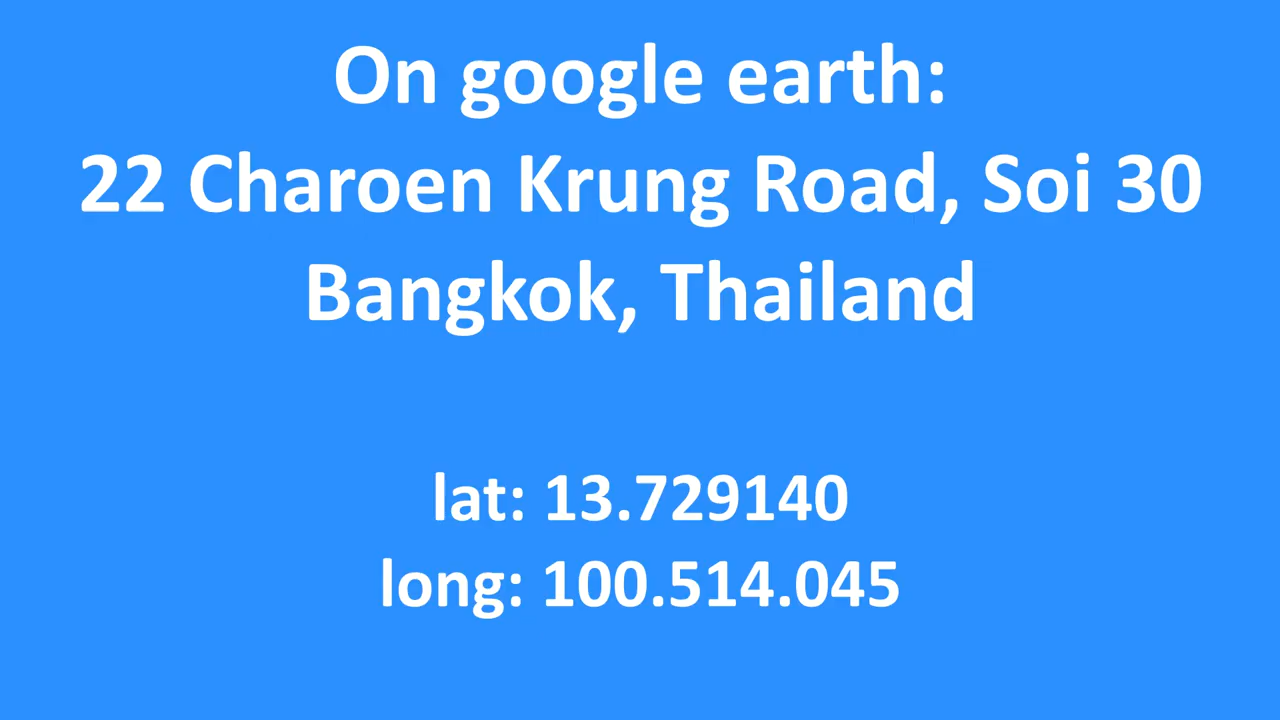 On google earth:
22 Charoen Krung Road, Soi 30
Bangkok, Thailand
lat: 13.729140
long: 100.514.045